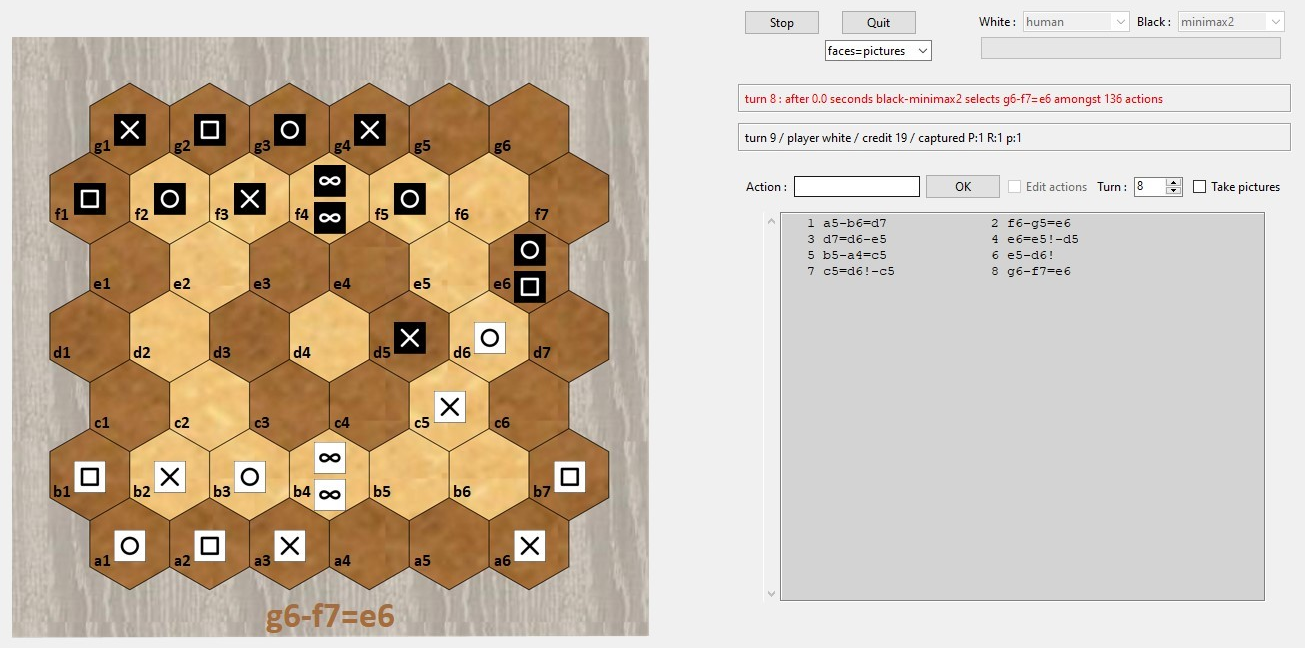 Stop Quit White : human Black : minimax2
faces=pictures
turn 8 : after 0.0 seconds black-minimax2 selects g6-f7=e6 amongst 136 actions
turn 9 / player white / credit 19 / captured P:1 R:1 p:1
Action : OK Edit actions Turn : 8 Take pictures
1 a5-b6=d7 2 f6-g5=e6
3 d7=d6-e5 4 e6=e5!-d5
5 b5-a4=c5 6 e5-d6!
7 c5=d6!-c5 8 g6-f7=e6
g1 g2 g3 g4 g5 g6
f1 f2 f3 f4 f5 f6 f7
e1 e2 e3 e4 e5 e6
d1 d2 d3 d4 d5 d6 d7
c1 c2 c3 c4 c5 c6
b1 b2 b3 b4 b5 b6 b7
a1 a2 a3 a4 a5 a6
g6-f7=e6